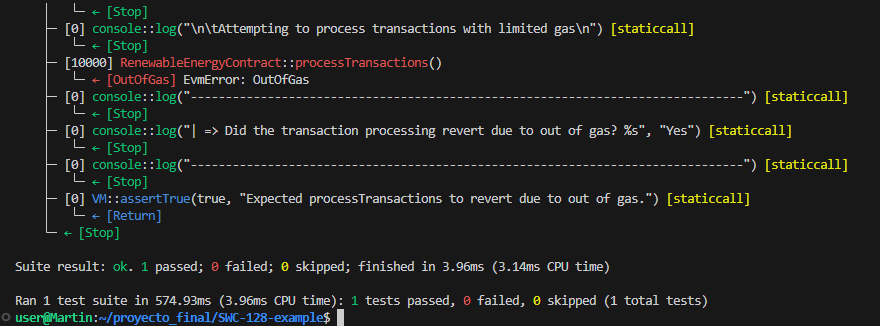 │   └─ ← [Stop]
├─ [0] console::log("\n\tAttempting to process transactions with limited gas\n") [staticcall]
│   └─ ← [Stop]
├─ [10000] RenewableEnergyContract::processTransactions()
│   └─ ← [OutOfGas] EvmError: OutOfGas
├─ [0] console::log("-----------------------------------------------------------------------------------") [staticcall]
│   └─ ← [Stop]
├─ [0] console::log("| => Did the transaction processing revert due to out of gas? %s", "Yes") [staticcall]
│   └─ ← [Stop]
├─ [0] console::log("-----------------------------------------------------------------------------------") [staticcall]
│   └─ ← [Stop]
├─ [0] VM::assertTrue(true, "Expected processTransactions to revert due to out of gas.") [staticcall]
│   └─ ← [Return]
└─ ← [Stop]
Suite result: ok. 1 passed; 0 failed; 0 skipped; finished in 3.96ms (3.14ms CPU time)
Ran 1 test suite in 574.93ms (3.96ms CPU time): 1 tests passed, 0 failed, 0 skipped (1 total tests)
user@Martin:~/proyecto_final/SWC-128-example$